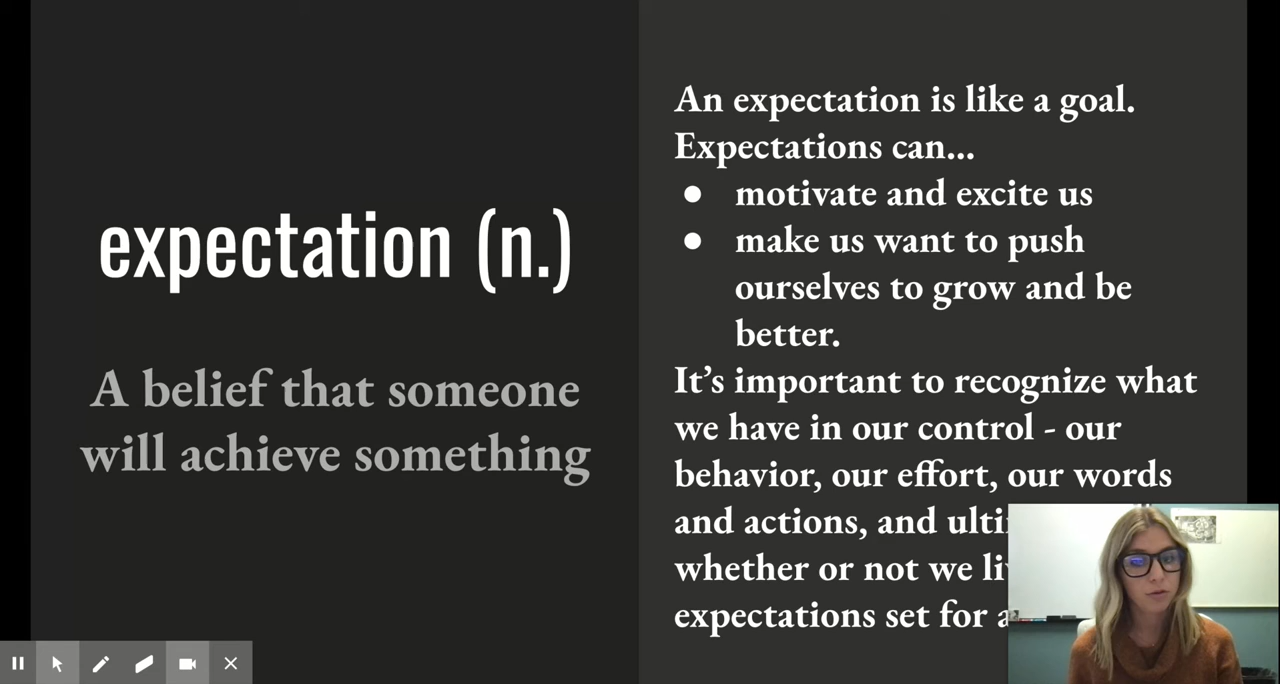 expectation (n.)
A belief that someone
will achieve something
An expectation is like a goal.
Expectations can...
● motivate and excite us
● make us want to push
ourselves to grow and be
better.
It’s important to recognize what
we have in our control - our
behavior, our effort, our words
and actions, and
whether or not we
expectations set for